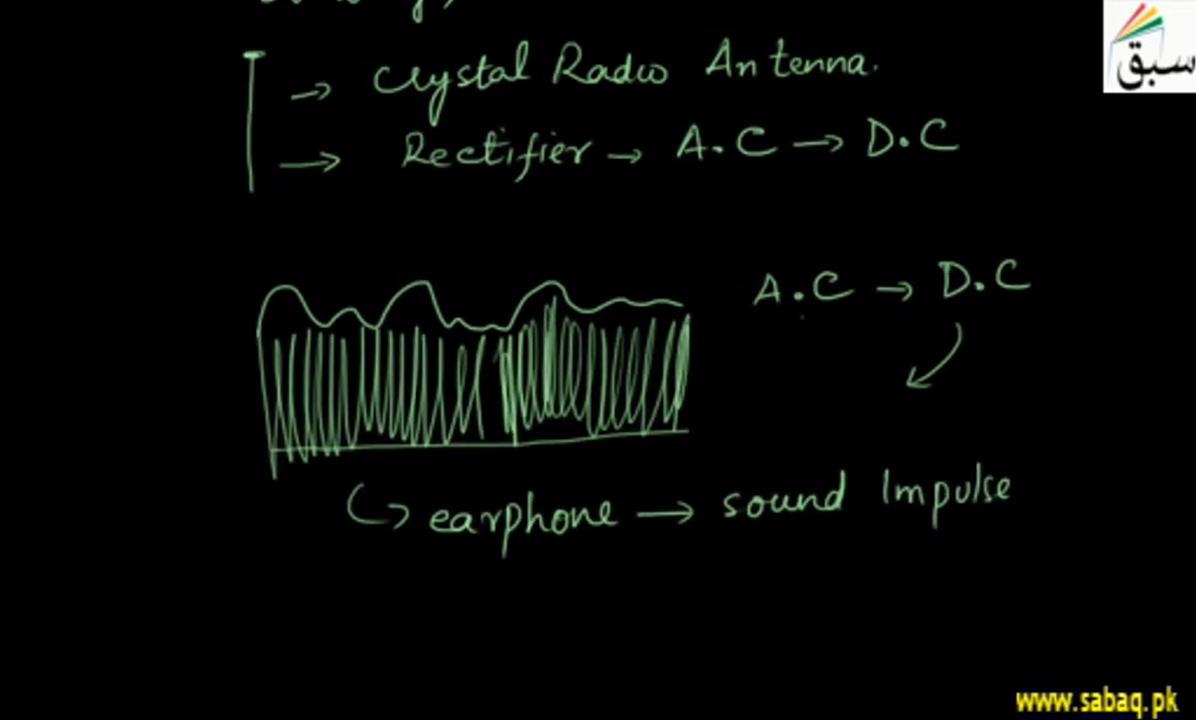 سبق
→ Crystal Radio Antenna.
→ Rectifier → A.C → D.C
A.C → D.C
↳ earphone → sound Impulse
www.sabaq.pk